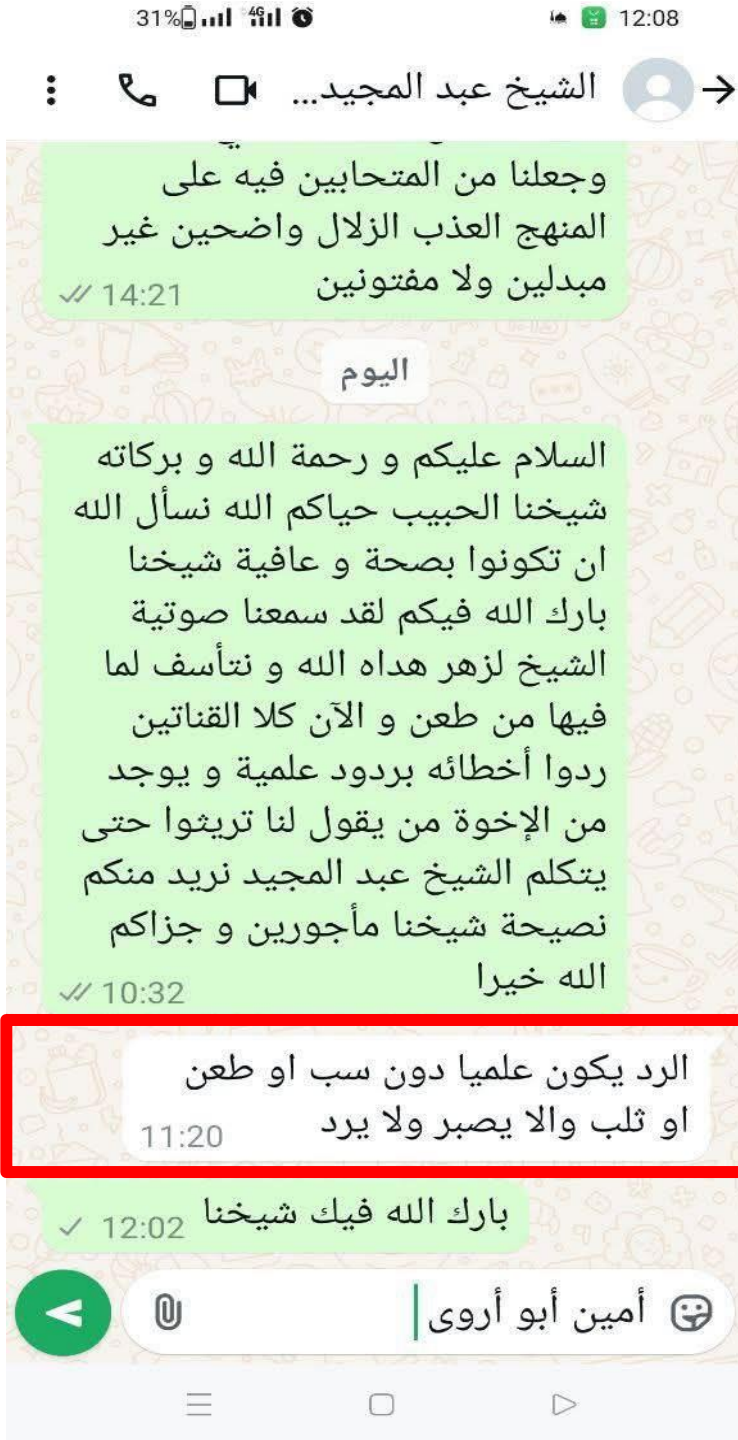 31% 4G 12:08
الشيخ عبد المجيد...
وجعلنا من المتحابين فيه على
المنهج العذب الزلال واضحين غير
مبدلين ولا مفتونين
14:21
اليوم
السلام عليكم و رحمة الله و بركاته
شيخنا الحبيب حياكم الله نسأل الله
ان تكونوا بصحة و عافية شيخنا
بارك الله فيكم لقد سمعنا صوتية
الشيخ لزهر هداه الله و نتأسف لما
فيها من طعن و الآن كلا القناتين
ردوا أخطائه بردود علمية و يوجد
من الإخوة من يقول لنا تريثوا حتى
يتكلم الشيخ عبد المجيد نريد منكم
نصيحة شيخنا مأجورين و جزاكم
الله خيرا
10:32
الرد يكون علميا دون سب او طعن
او ثلب والا يصبر ولا يرد
11:20
بارك الله فيك شيخنا
12:02
أمين أبو أروى